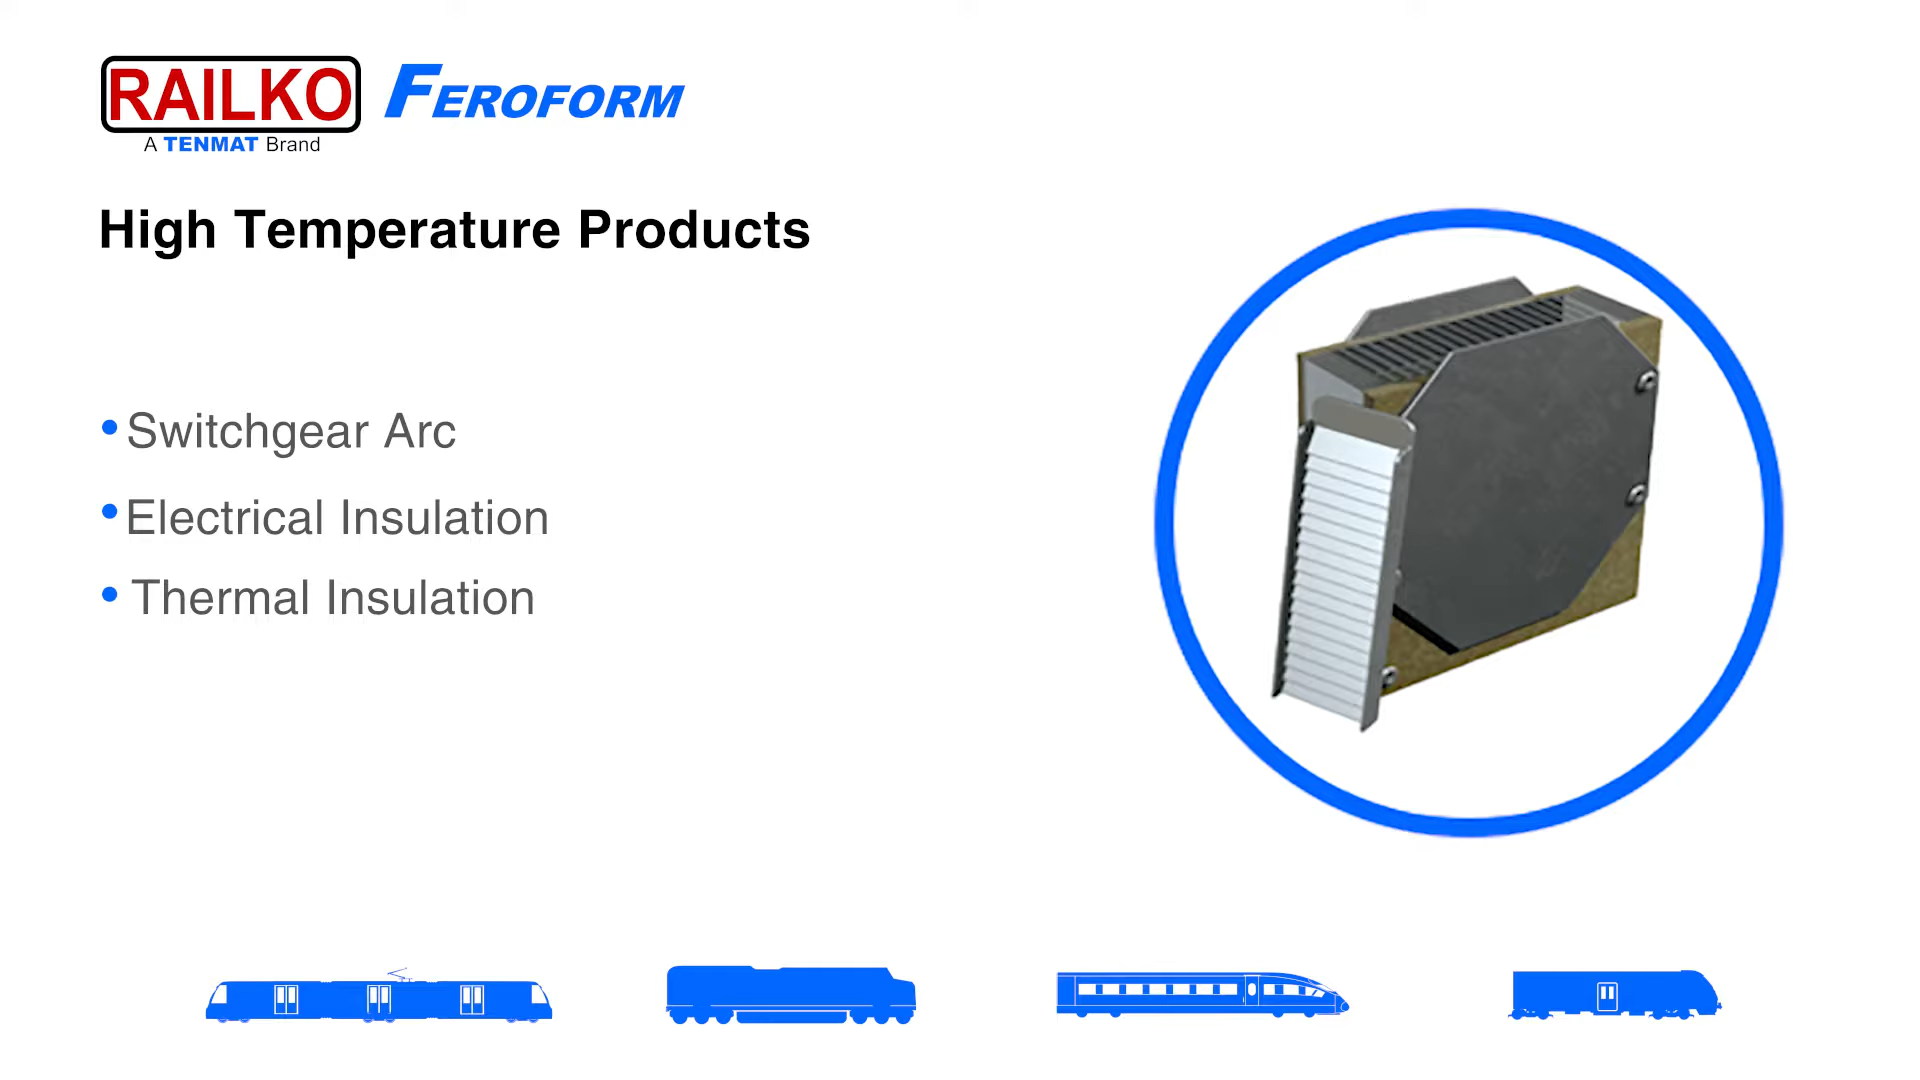 RAILKO FEROFORM
A TENMAT Brand
High Temperature Products
• Switchgear Arc
• Electrical Insulation
• Thermal Insulation